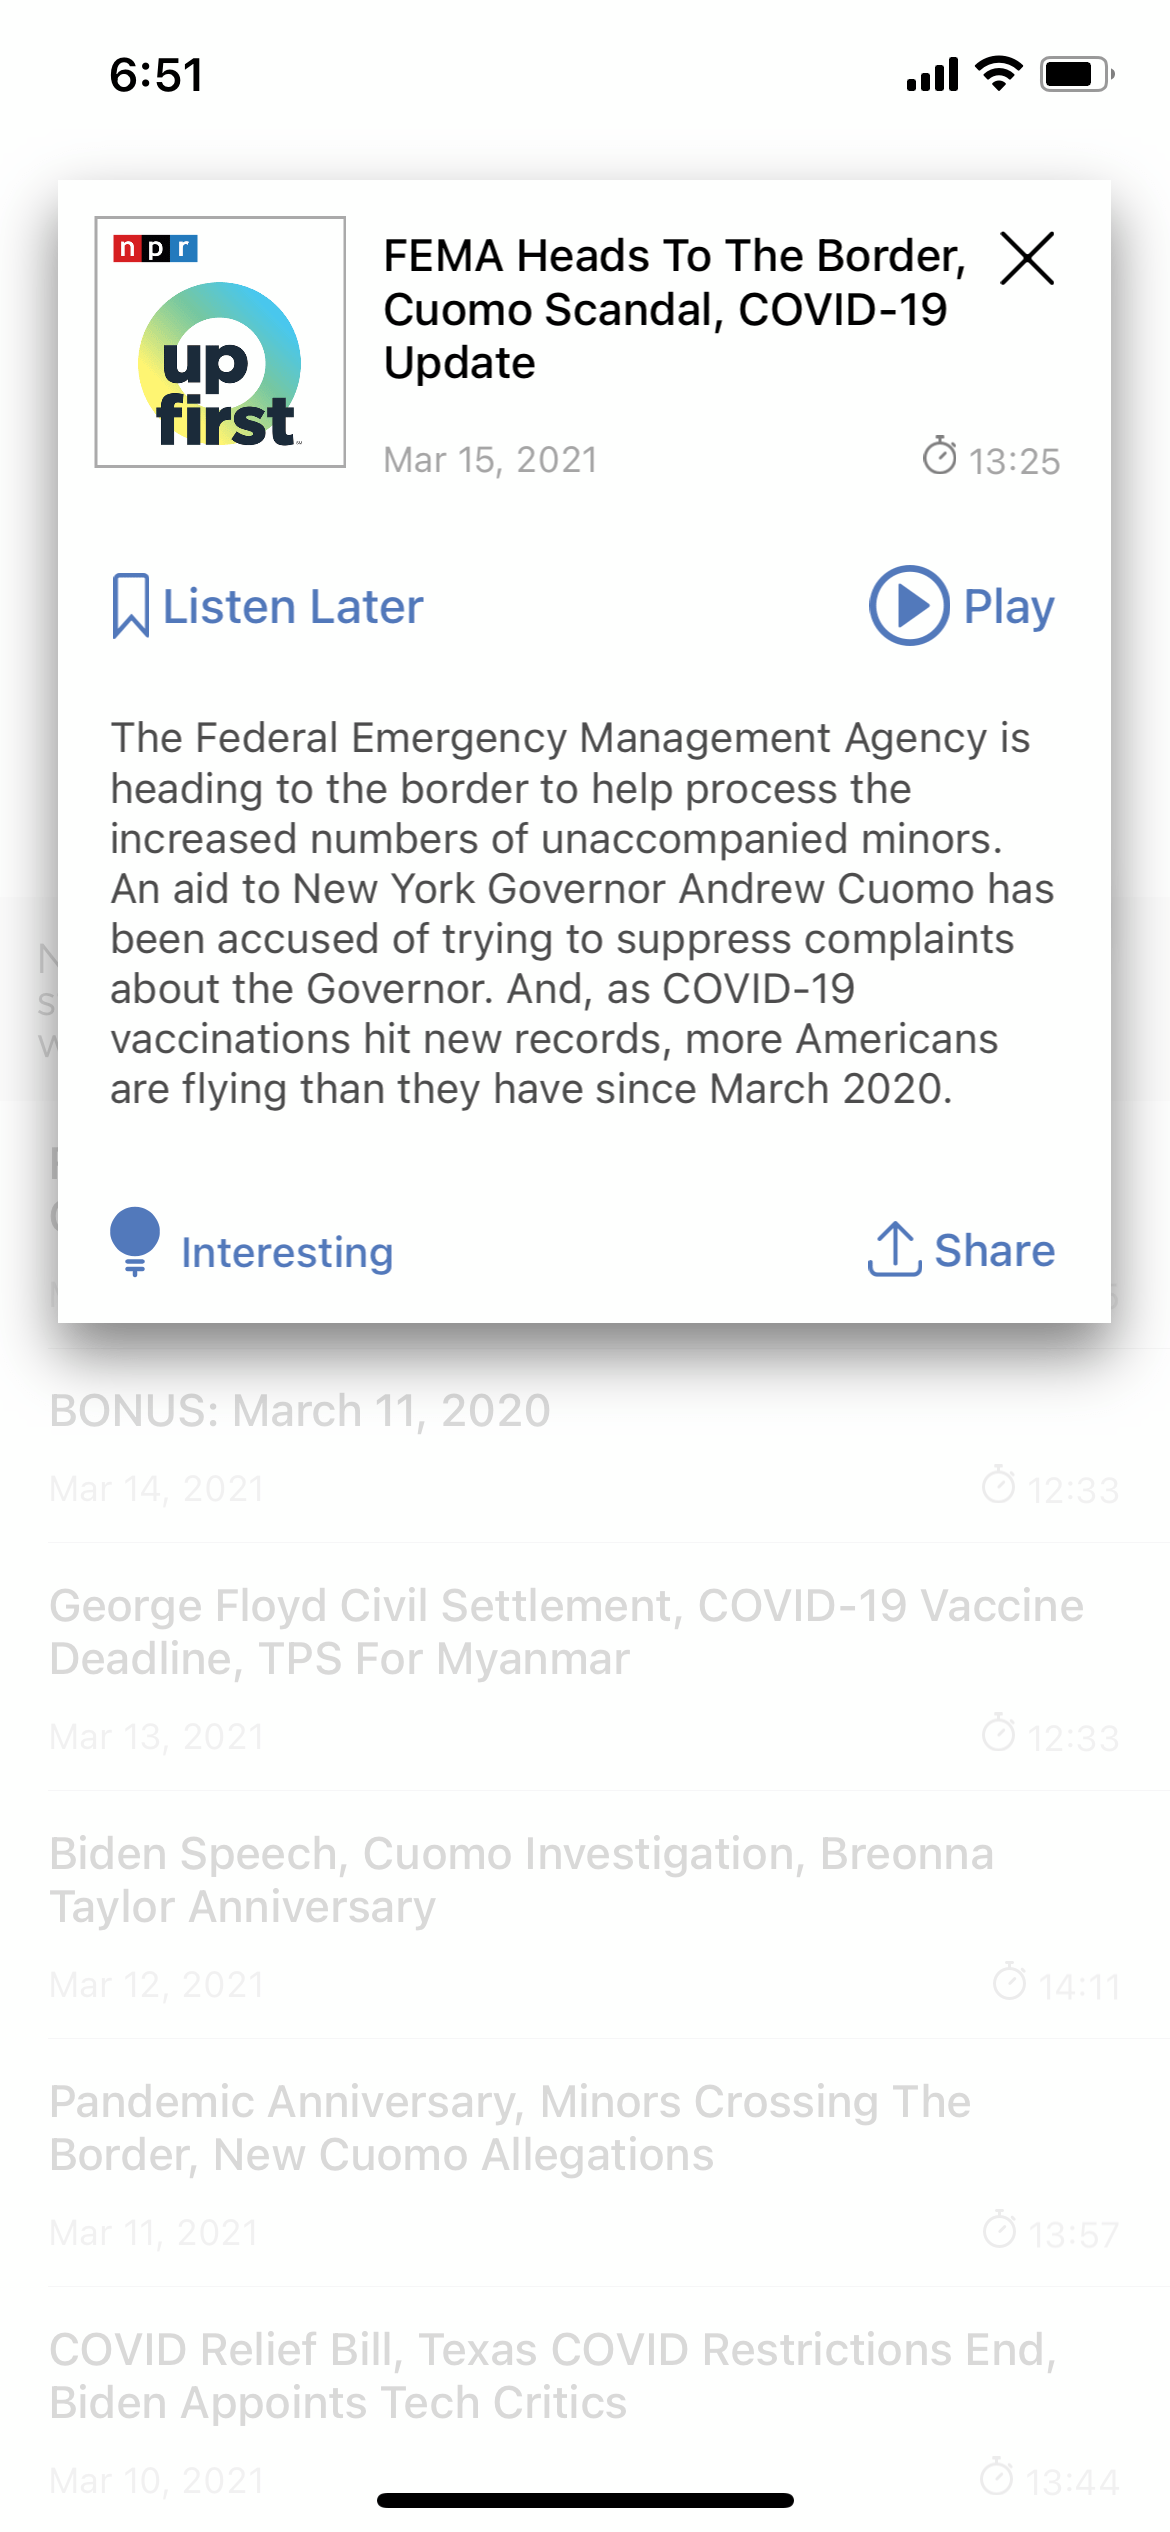 6:51
npr
up
first
FEMA Heads To The Border,
Cuomo Scandal, COVID-19
Update
Mar 15, 2021
13:25
Listen Later
Play
The Federal Emergency Management Agency is
heading to the border to help process the
increased numbers of unaccompanied minors.
An aid to New York Governor Andrew Cuomo has
been accused of trying to suppress complaints
about the Governor. And, as COVID-19
vaccinations hit new records, more Americans
are flying than they have since March 2020.
Interesting
Share
BONUS: March 11, 2020
Mar 14, 2021
12:33
George Floyd Civil Settlement, COVID-19 Vaccine
Deadline, TPS For Myanmar
Mar 13, 2021
12:33
Biden Speech, Cuomo Investigation, Breonna
Taylor Anniversary
Mar 12, 2021
14:11
Pandemic Anniversary, Minors Crossing The
Border, New Cuomo Allegations
Mar 11, 2021
13:57
COVID Relief Bill, Texas COVID Restrictions End,
Biden Appoints Tech Critics
Mar 10, 2021
13:44